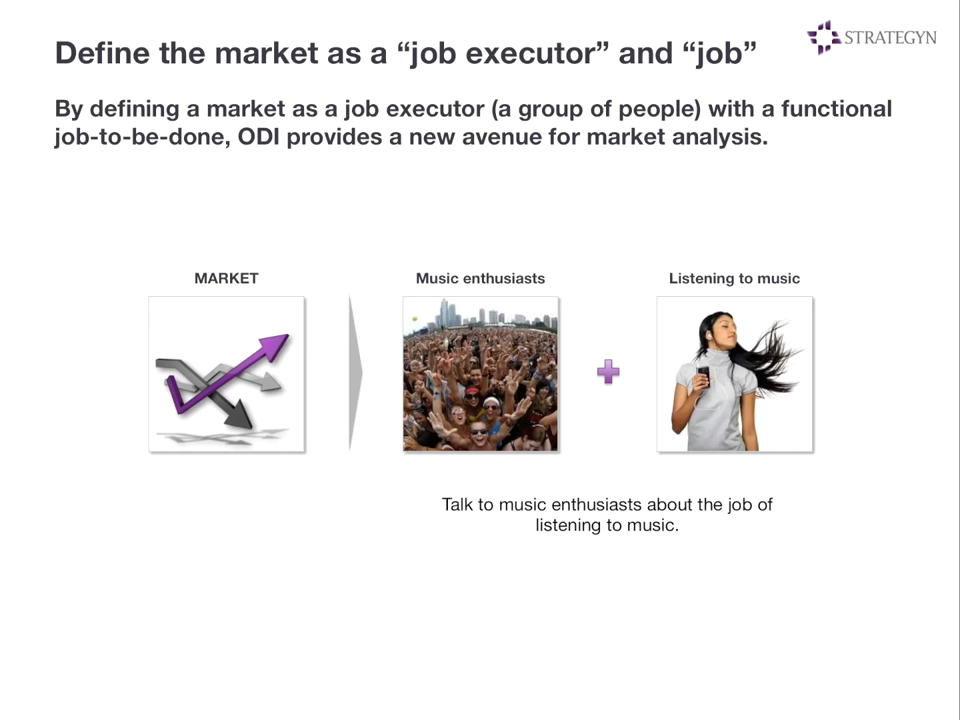 Define the market as a “job executor” and “job”
STRATEGYN
By defining a market as a job executor (a group of people) with a functional
job-to-be-done, ODI provides a new avenue for market analysis.
MARKET
Music enthusiasts
Listening to music
Talk to music enthusiasts about the job of
listening to music.